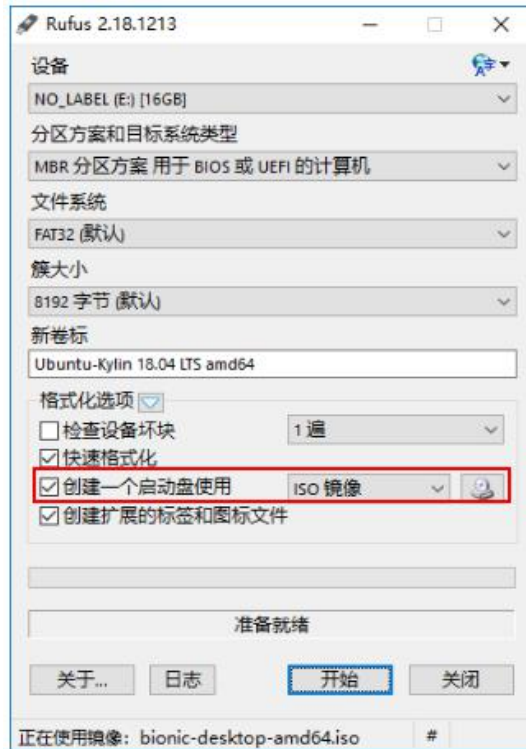 Rufus 2.18.1213
设备
NO_LABEL (E:) [16GB]
分区方案和目标系统类型
MBR 分区方案 用于 BIOS 或 UEFI 的计算机
文件系统
FAT32 (默认)
簇大小
8192 字节 (默认)
新卷标
Ubuntu-Kylin 18.04 LTS amd64
格式化选项
检查设备坏块 1 遍
快速格式化
创建一个启动盘使用 ISO 镜像
创建扩展的标签和图标文件
准备就绪
关于... 日志 开始 关闭
正在使用镜像: bionic-desktop-amd64.iso #